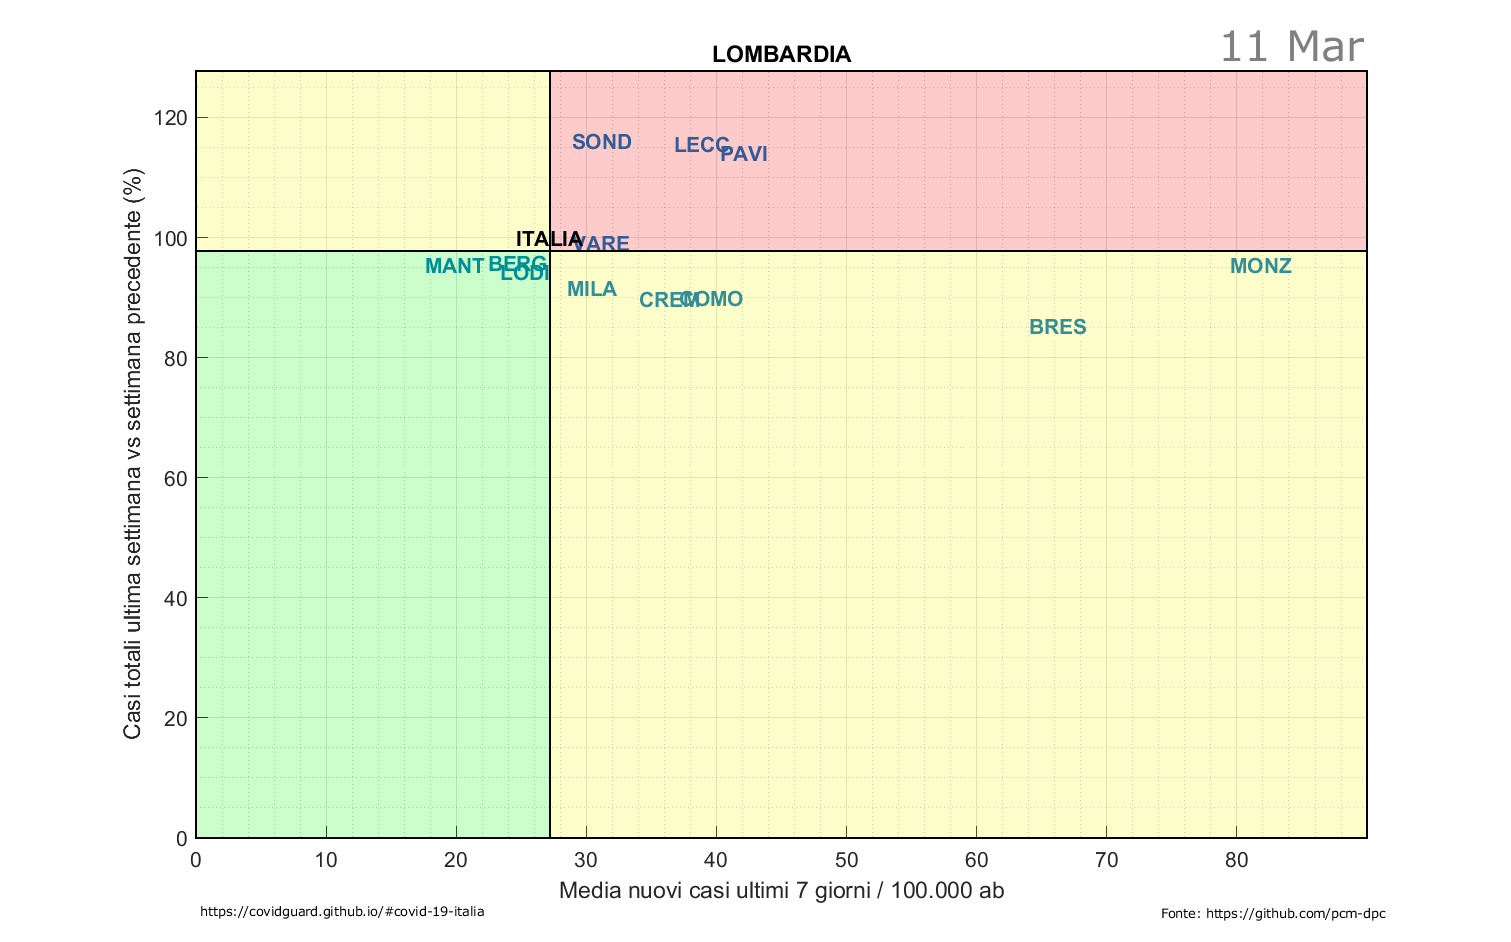 11 Mar
LOMBARDIA
120
100
80
60
40
20
0
Casi totali ultima settimana vs settimana precedente (%)
SOND
LECC
PAVI
ITALIA
VARE
MANT
BERG
LODI
MONZ
MILA
CREM
COMO
BRES
0 10 20 30 40 50 60 70 80
Media nuovi casi ultimi 7 giorni / 100.000 ab
https://covidguard.github.io/#covid-19-italia
Fonte: https://github.com/pcm-dpc